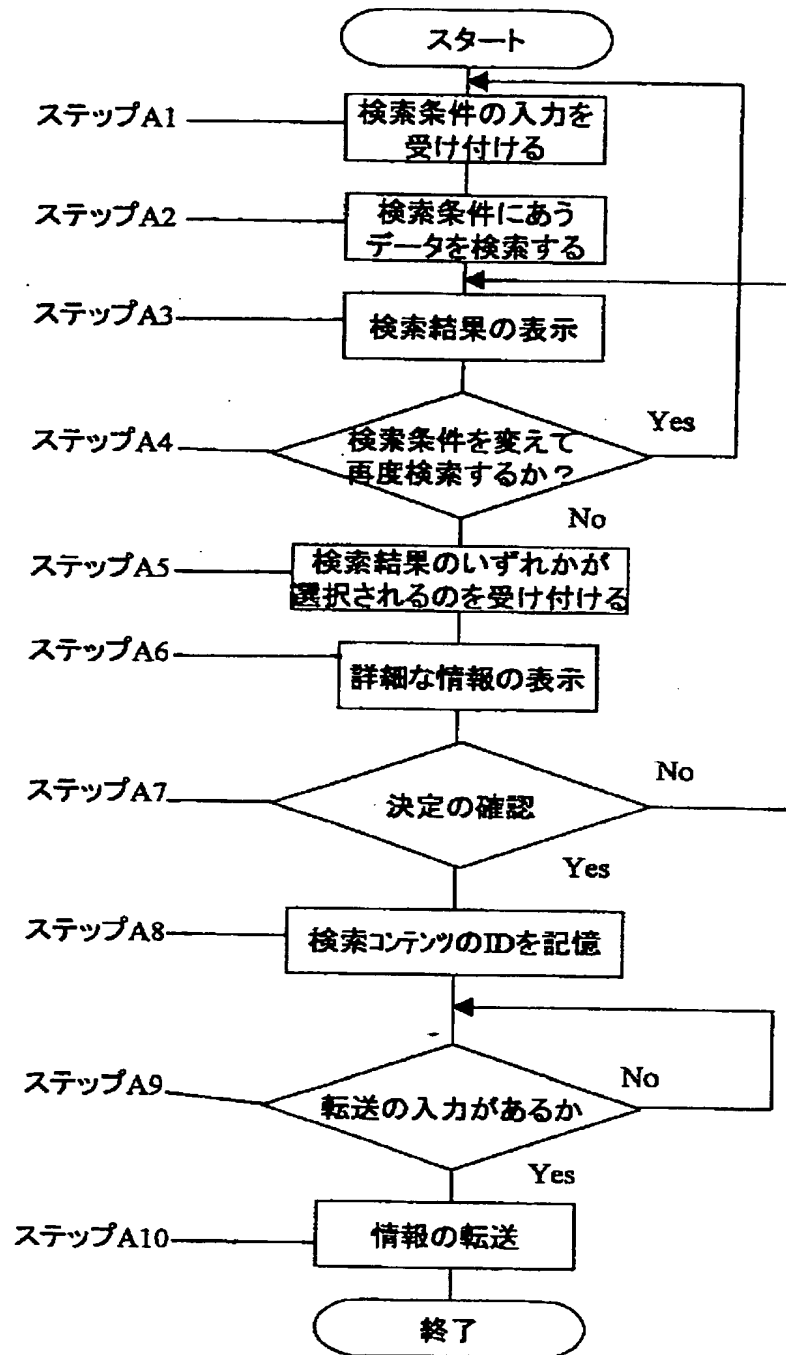 スタート
ステップA1
検索条件の入力を
受け付ける
ステップA2
検索条件にあう
データを検索する
ステップA3
検索結果の表示
ステップA4
検索条件を変えて
再度検索するか?
Yes
No
ステップA5
検索結果のいずれかが
選択されるのを受け付ける
ステップA6
詳細な情報の表示
ステップA7
決定の確認
No
Yes
ステップA8
検索コンテンツのIDを記憶
ステップA9
転送の入力があるか
No
Yes
ステップA10
情報の転送
終了